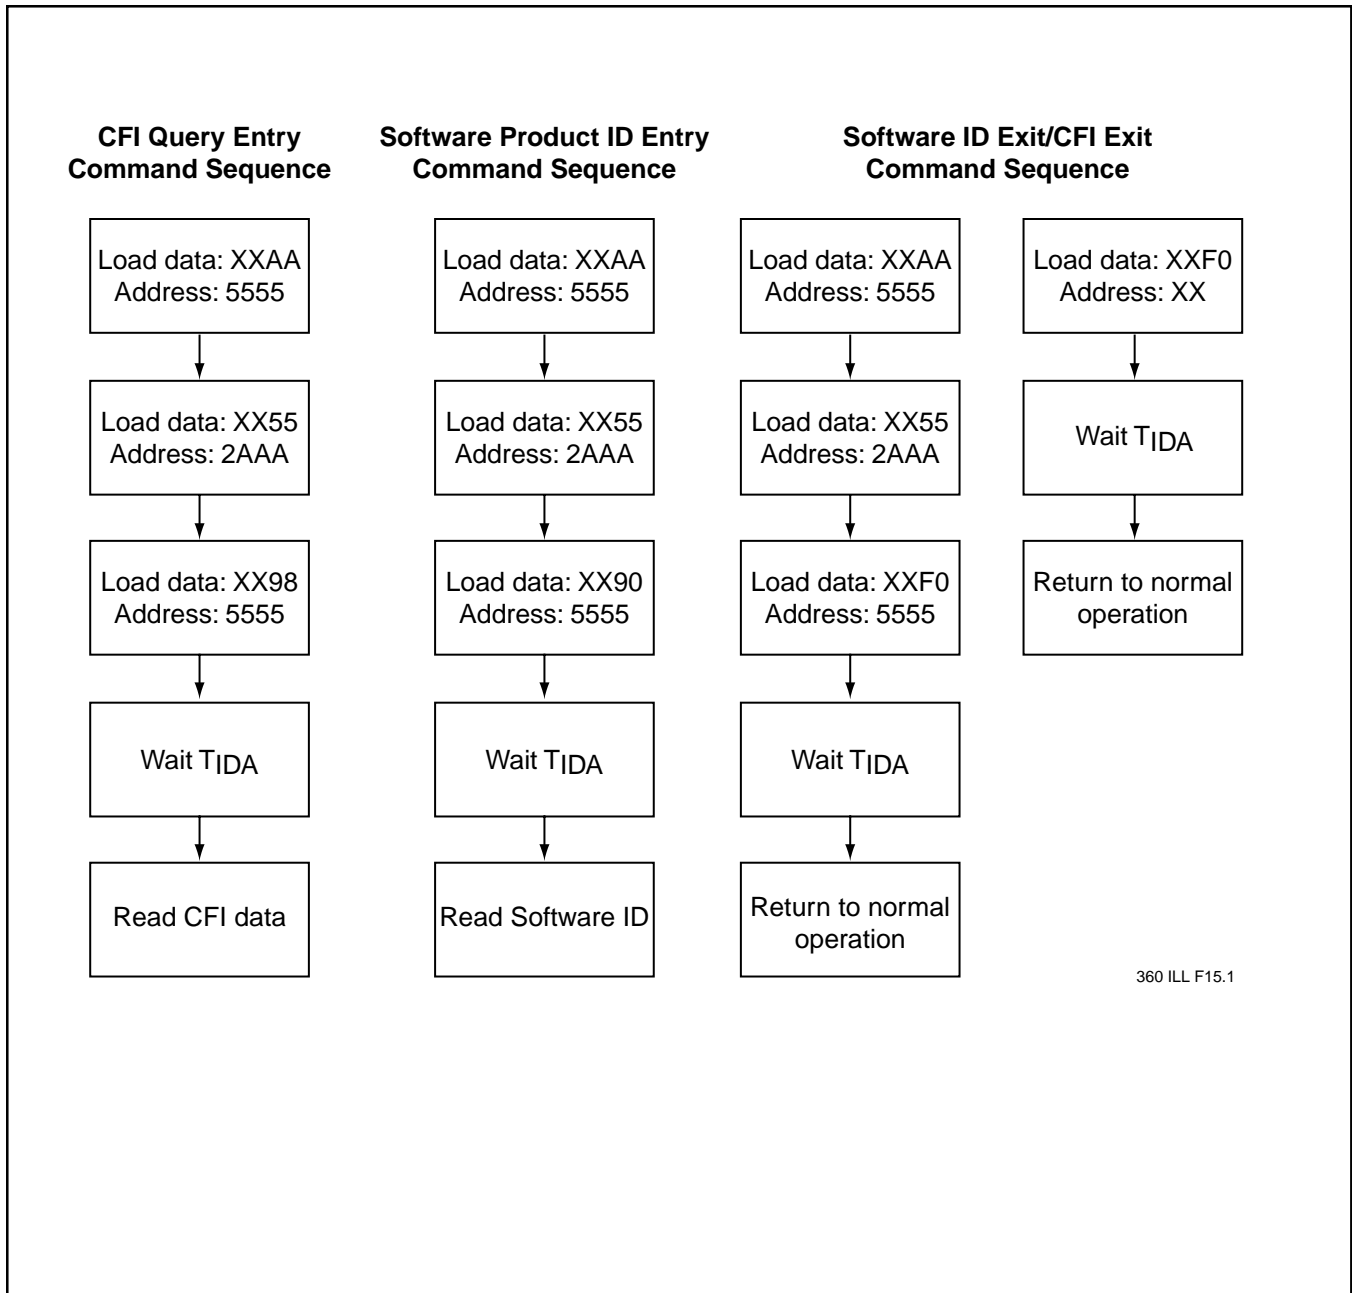 CFI Query Entry
Command Sequence
Load data: XXAA
Address: 5555
Load data: XX55
Address: 2AAA
Load data: XX98
Address: 5555
Wait TIDA
Read CFI data
Software Product ID Entry
Command Sequence
Load data: XXAA
Address: 5555
Load data: XX55
Address: 2AAA
Load data: XX90
Address: 5555
Wait TIDA
Read Software ID
Software ID Exit/CFI Exit
Command Sequence
Load data: XXAA
Address: 5555
Load data: XX55
Address: 2AAA
Load data: XXF0
Address: 5555
Wait TIDA
Return to normal
operation
Load data: XXF0
Address: XX
Wait TIDA
Return to normal
operation
360 ILL F15.1